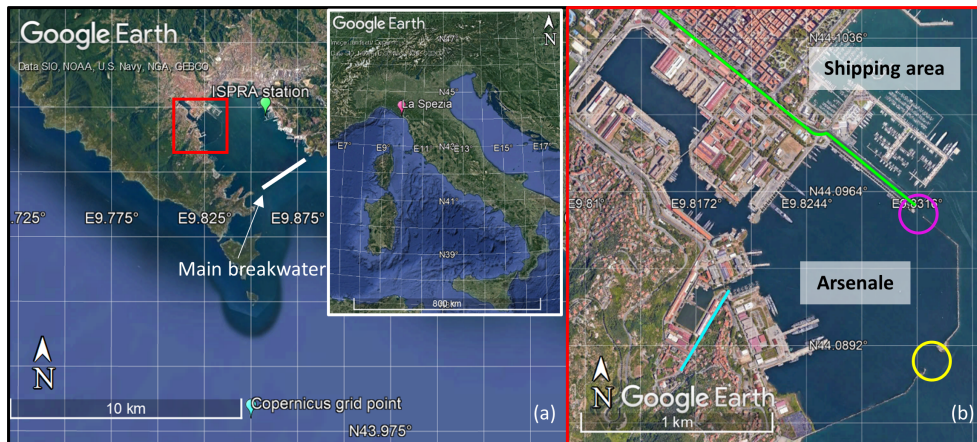 Google Earth
Data SIO, NOAA, U.S. Navy, NGA, GEBCO
ISPRA station
.725°
E9.775°
E9.825°
E9.875°
Main breakwater
N
10 km
Copernicus grid point
N43.975°
(a)
Google Earth
N
N47°
N45°
La Spezia
E7°
E9°
E11°
N43°
E13°
E15°
E17°
N41°
N39°
800 km
N44.1036°
Shipping area
N44.0964°
E9.81°
E9.8172°
E9.8244°
E9.8316°
Arsenale
N44.0892°
N
Google Earth
1 km
(b)